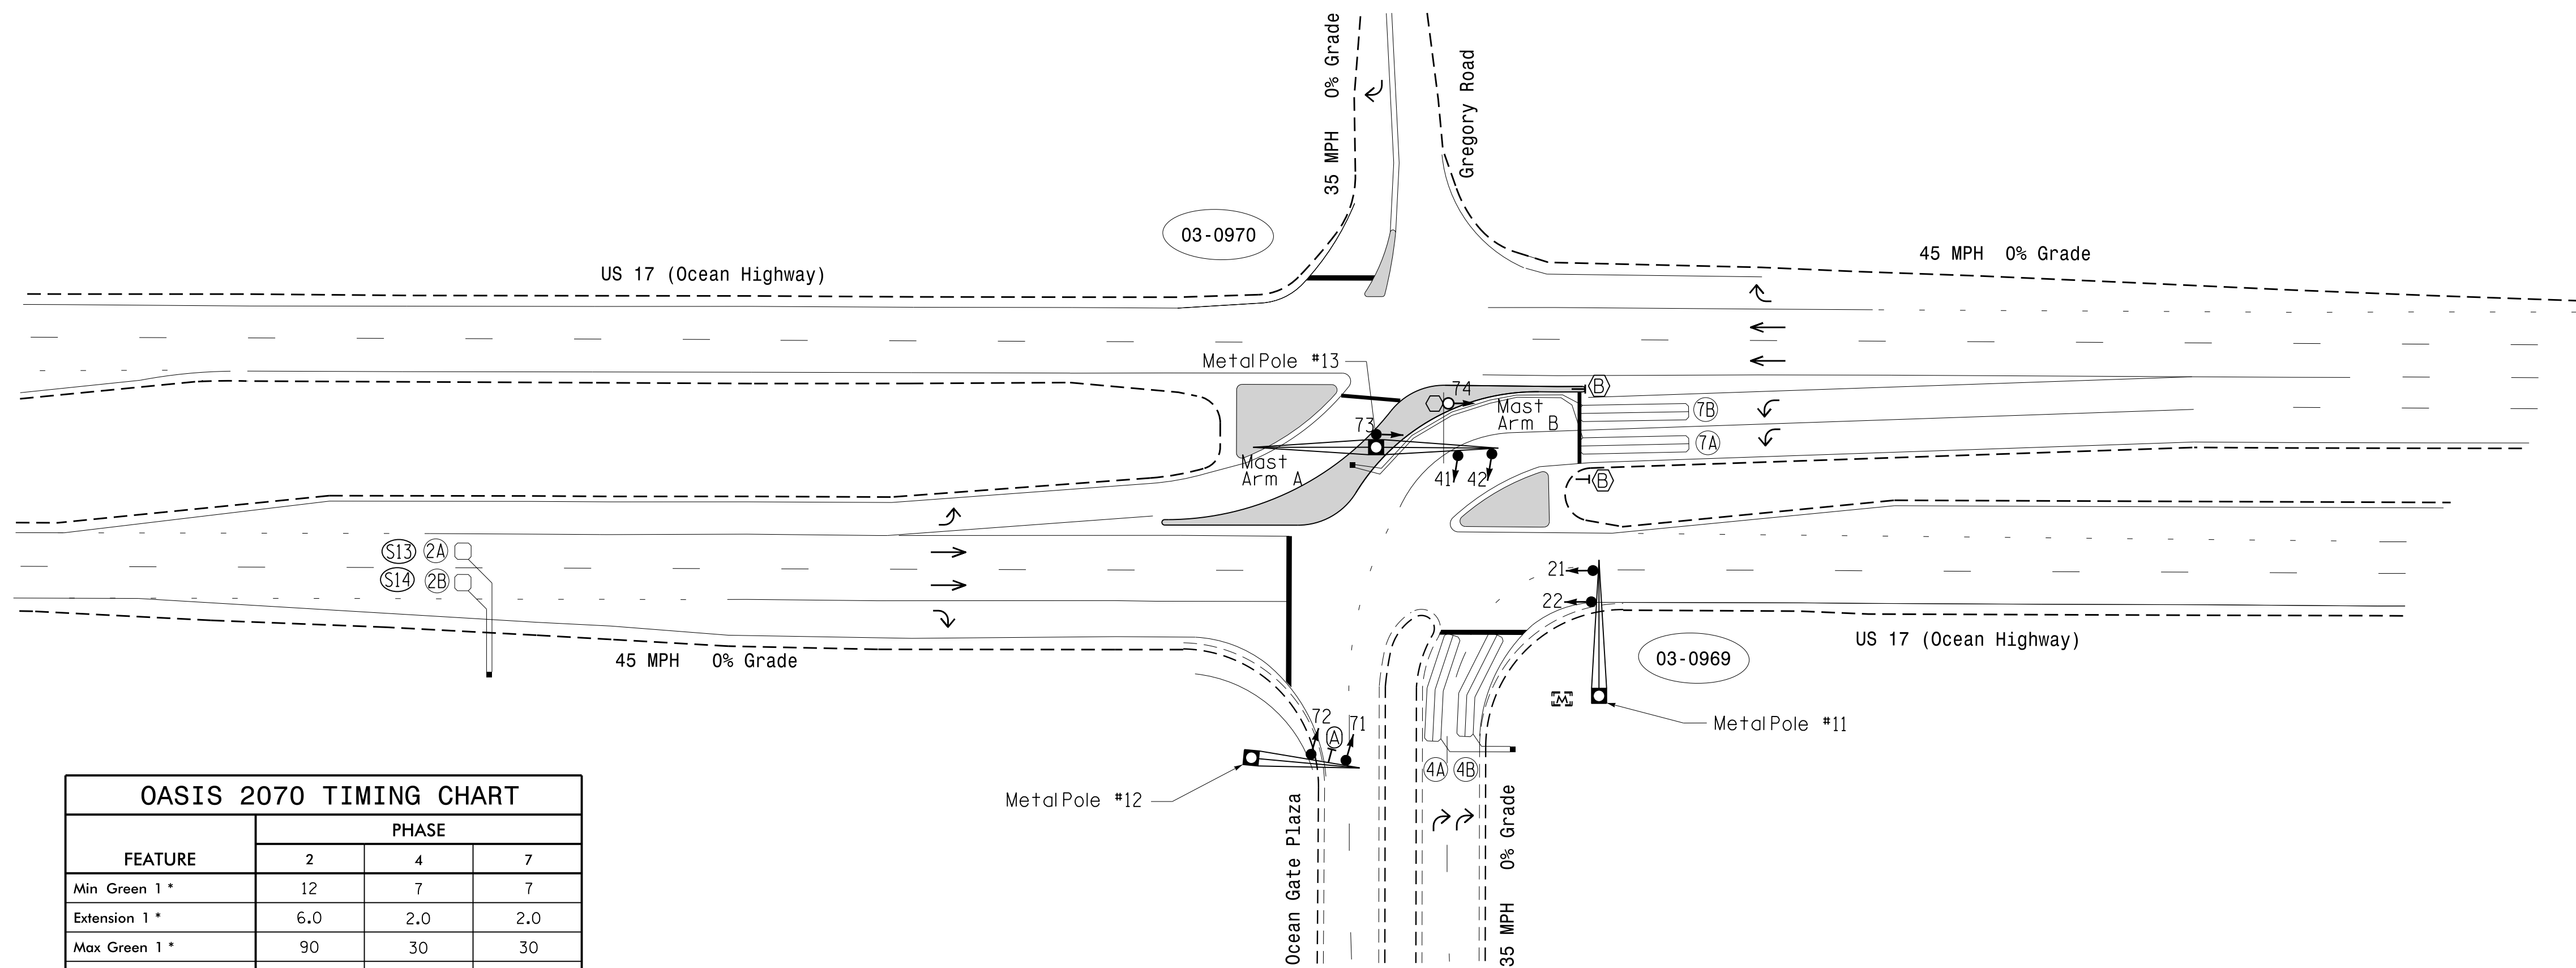 35 MPH 0% Grade
Gregory Road
03-0970
US 17 (Ocean Highway)
45 MPH 0% Grade
Metal Pole #13
74
B
Mast
Arm B
7B
73
7A
Mast
Arm A
41
42
B
S13 2A
S14 2B
21
22
US 17 (Ocean Highway)
45 MPH 0% Grade
03-0969
M
72
A
71
Metal Pole #11
Metal Pole #12
4A 4B
Ocean Gate Plaza
35 MPH 0% Grade
OASIS 2070 TIMING CHART
PHASE
FEATURE 2 4 7
Min Green 1 * 12 7 7
Extension 1 * 6.0 2.0 2.0
Max Green 1 * 90 30 30